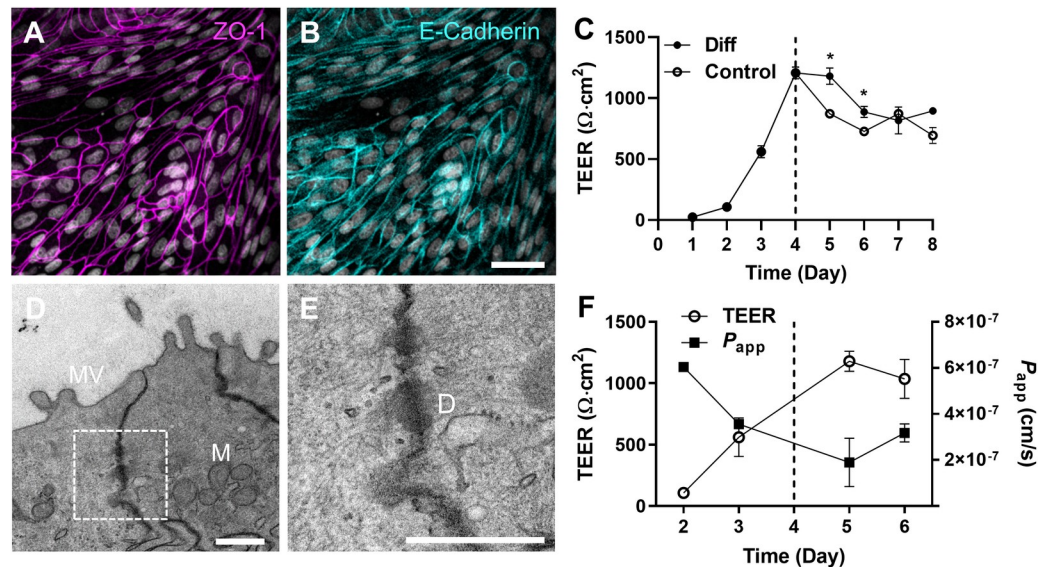 A
ZO-1
B
E-Cadherin
C
Diff
Control
*
*
1500
1000
500
0
TEER (Ω·cm²)
0 1 2 3 4 5 6 7 8
Time (Day)
D
MV
M
E
D
F
TEER
Papp
1500
1000
500
0
TEER (Ω·cm²)
8×10⁻⁷
6×10⁻⁷
4×10⁻⁷
2×10⁻⁷
Papp (cm/s)
2 3 4 5 6
Time (Day)